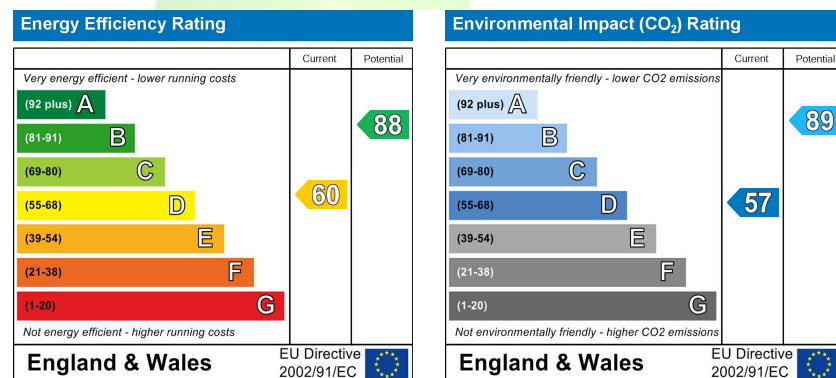 Energy Efficiency Rating
Current Potential
Very energy efficient - lower running costs
(92 plus) A
(81-91) B
(69-80) C
(55-68) D
(39-54) E
(21-38) F
(1-20) G
88
60
Not energy efficient - higher running costs
England & Wales
EU Directive
2002/91/EC
Environmental Impact (CO₂) Rating
Current Potential
Very environmentally friendly - lower CO2 emissions
(92 plus) A
(81-91) B
(69-80) C
(55-68) D
(39-54) E
(21-38) F
(1-20) G
89
57
Not environmentally friendly - higher CO2 emissions
England & Wales
EU Directive
2002/91/EC